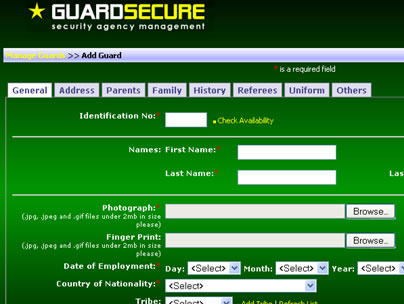 GUARDSECURE
security agency management
Manage Guards >> Add Guard
* is a required field
General Address Parents Family History Referees Uniform Others
Identification No:* Check Availability
Names: First Name:*
Last Name:* Las
Photograph:* Browse...
(.jpg, .jpeg and .gif files under 2mb in size
please)
Finger Print: Browse...
(.jpg, .jpeg and .gif files under 2mb in size
please)
Date of Employment:* Day: <Select> Month: <Select> Year: <Select>
Country of Nationality:* <Select>
Tribe: <Select> Add Tribe | Refresh List